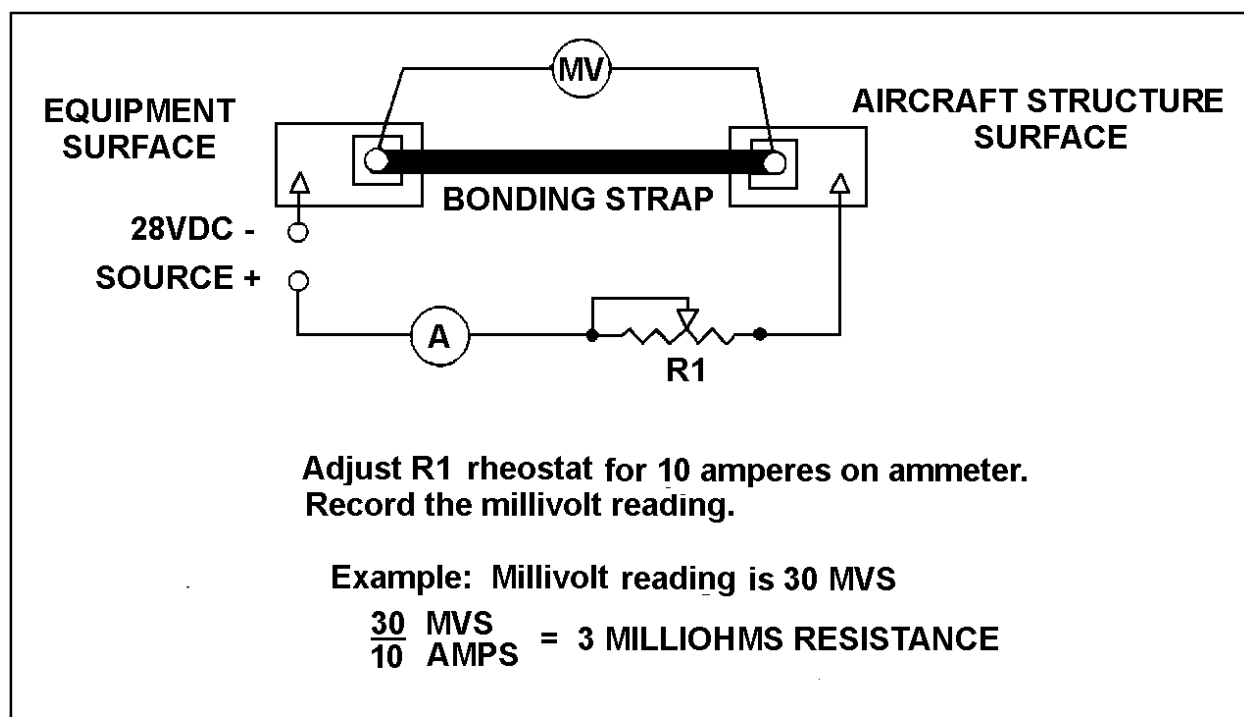 MV
EQUIPMENT
SURFACE
AIRCRAFT STRUCTURE
SURFACE
BONDING STRAP
28VDC -
SOURCE +
A
R1
Adjust R1 rheostat for 10 amperes on ammeter.
Record the millivolt reading.
Example: Millivolt reading is 30 MVS
30 MVS
10 AMPS = 3 MILLIOHMS RESISTANCE